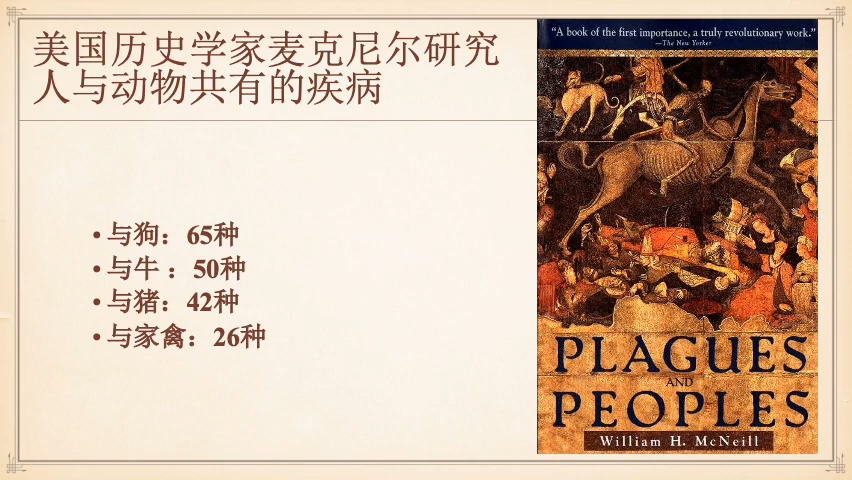 美国历史学家麦克尼尔研究
人与动物共有的疾病
• 与狗：65种
• 与牛 ：50种
• 与猪：42种
• 与家禽：26种
“A book of the first importance, a truly revolutionary work.”
—The New Yorker
PLAGUES
AND
PEOPLES
William H. McNeill